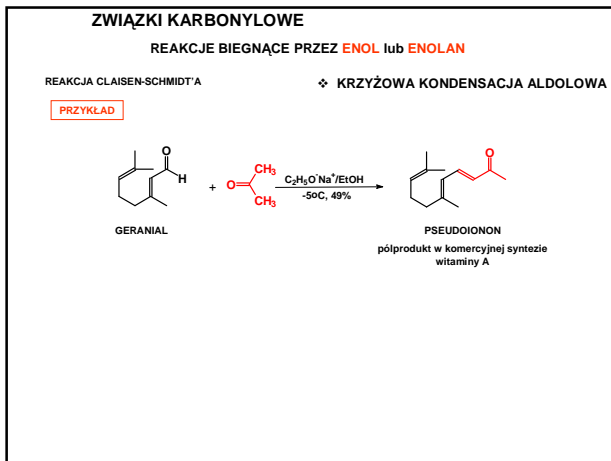 ZWIĄZKI KARBONYLOWE
REAKCJE BIEGNĄCE PRZEZ ENOL lub ENOLAN
REAKCJA CLAISEN-SCHMIDT'A
❖ KRZYŻOWA KONDENSACJA ALDOLOWA
PRZYKŁAD
O
H
+
O
CH₃
CH₃
C₂H₅O⁻Na⁺/EtOH
-5oC, 49%
O
GERANIAL
PSEUDOIONON
pólprodukt w komercyjnej syntezie
witaminy A